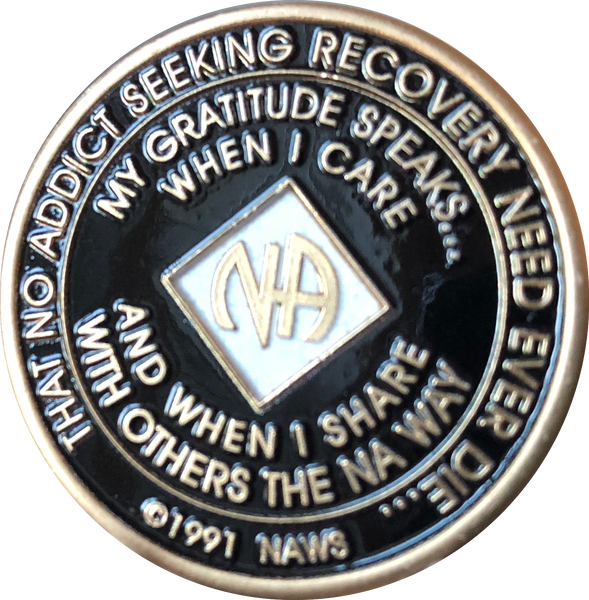 THAT NO ADDICT SEEKING RECOVERY NEED EVER DIE...
MY GRATITUDE SPEAKS...
WHEN I CARE
NA
AND WHEN I SHARE
WITH OTHERS THE NA WAY
©1991 NAWS